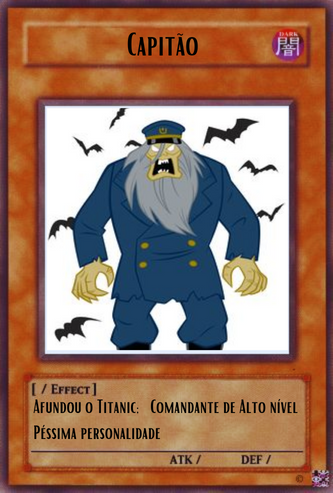 Capitão
DARK
闇
[ / Effect]
Afundou o Titanic; Comandante de Alto nível
Péssima personalidade
ATK / DEF /
©